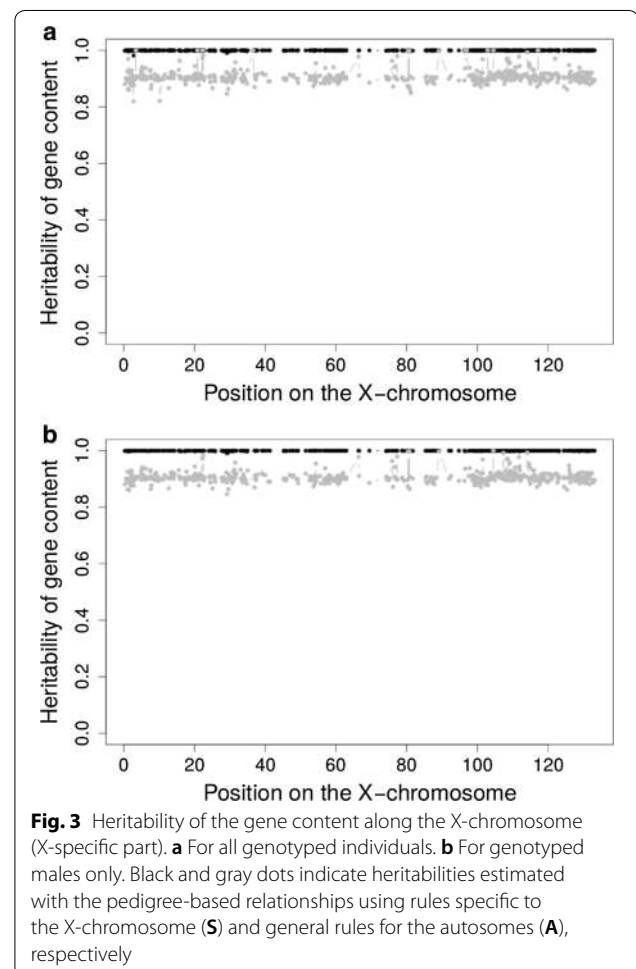 a
Heritability of gene content
1.0
0.8
0.6
0.4
0.2
0.0
0 20 40 60 80 100 120
Position on the X−chromosome
b
Heritability of gene content
1.0
0.8
0.6
0.4
0.2
0.0
0 20 40 60 80 100 120
Position on the X−chromosome
Fig. 3 Heritability of the gene content along the X-chromosome
(X-specific part). a For all genotyped individuals. b For genotyped
males only. Black and gray dots indicate heritabilities estimated
with the pedigree-based relationships using rules specific to
the X-chromosome (S) and general rules for the autosomes (A),
respectively